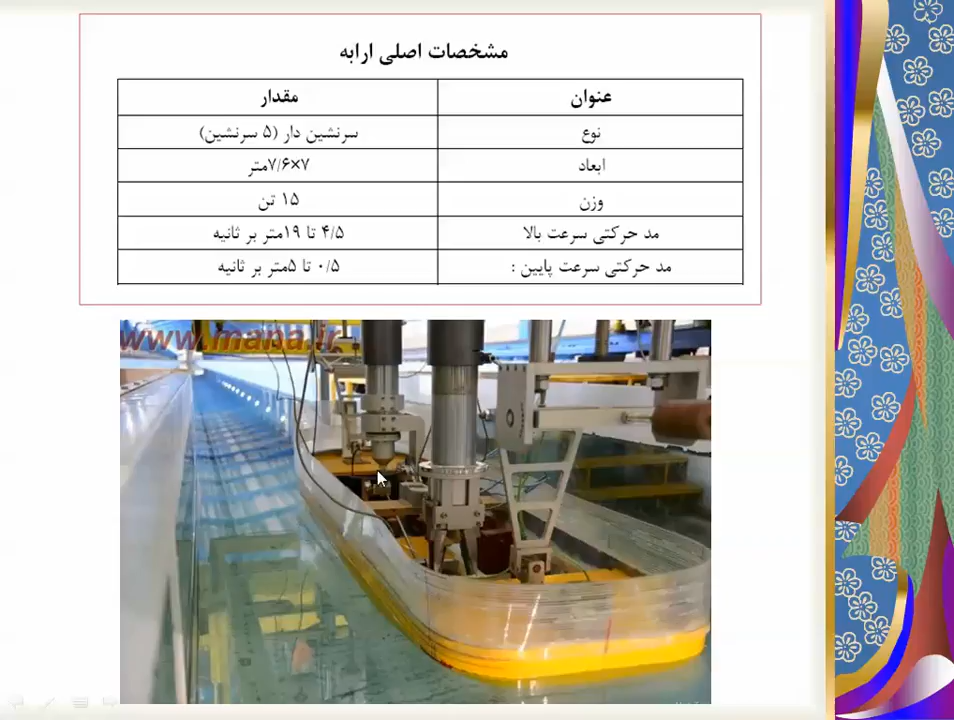 مشخصات اصلی ارابه
عنوان مقدار
نوع سرنشین دار (۵ سرنشین)
ابعاد ۷×۷/۶متر
وزن ۱۵ تن
مد حرکتی سرعت بالا ۴/۵ تا ۱۹متر بر ثانیه
مد حرکتی سرعت پایین : ۰/۵ تا ۵متر بر ثانیه
www.mana.ir